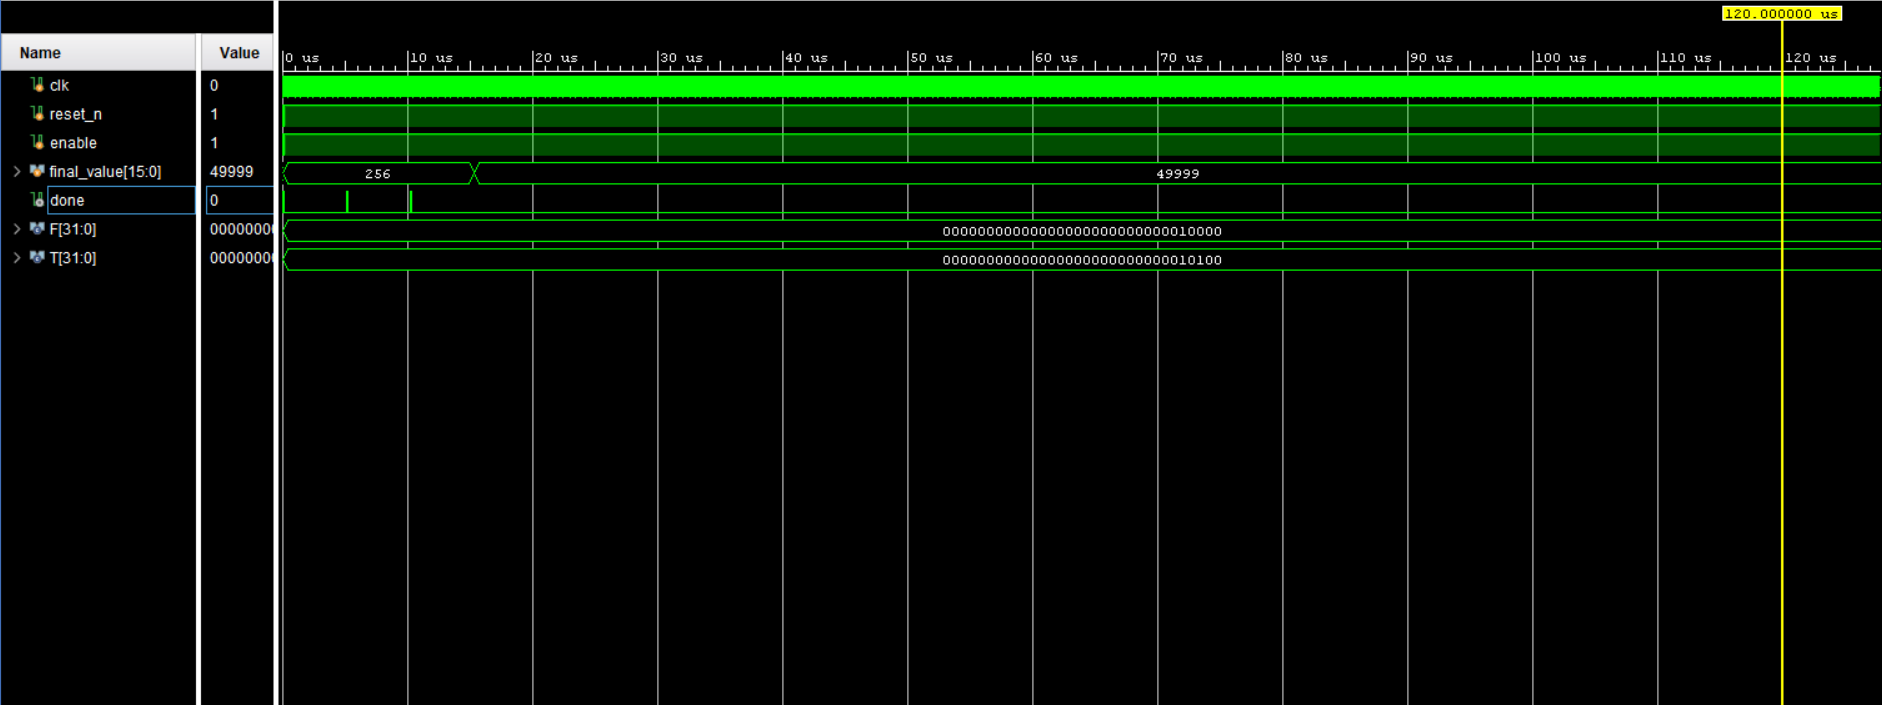 120.000000 us
Name Value
0 us 10 us 20 us 30 us 40 us 50 us 60 us 70 us 80 us 90 us 100 us 110 us 120 us
clk 0
reset_n 1
enable 1
final_value[15:0] 49999 256 49999
done 0
F[31:0] 0000000 00000000000000000000000000010000
T[31:0] 0000000 00000000000000000000000000010100